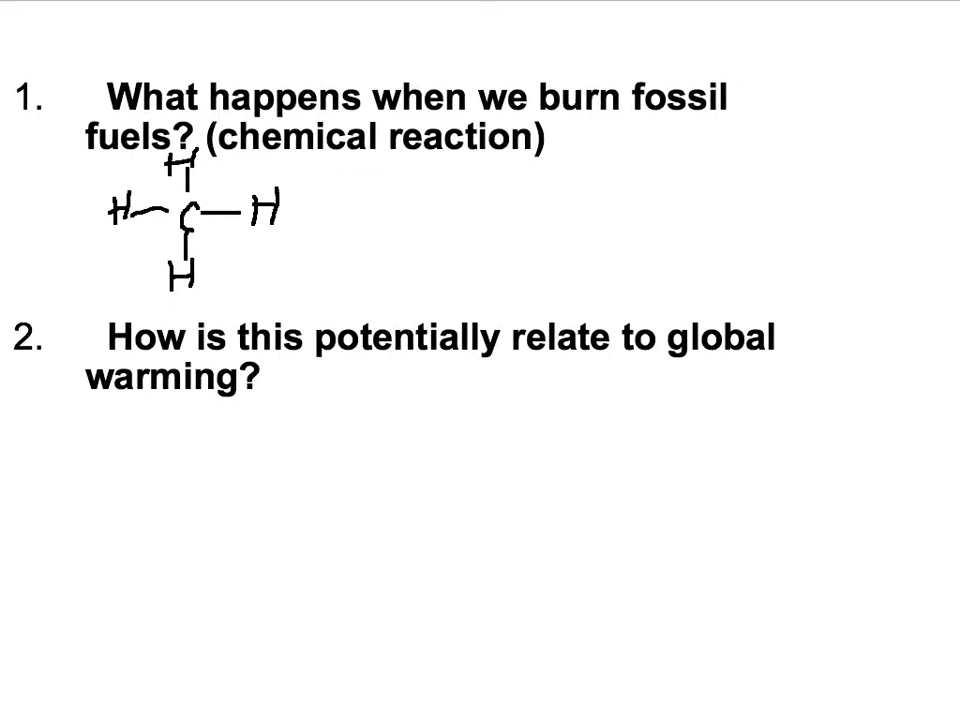 1. What happens when we burn fossil
fuels? (chemical reaction)
H
H C H
H
2. How is this potentially relate to global
warming?